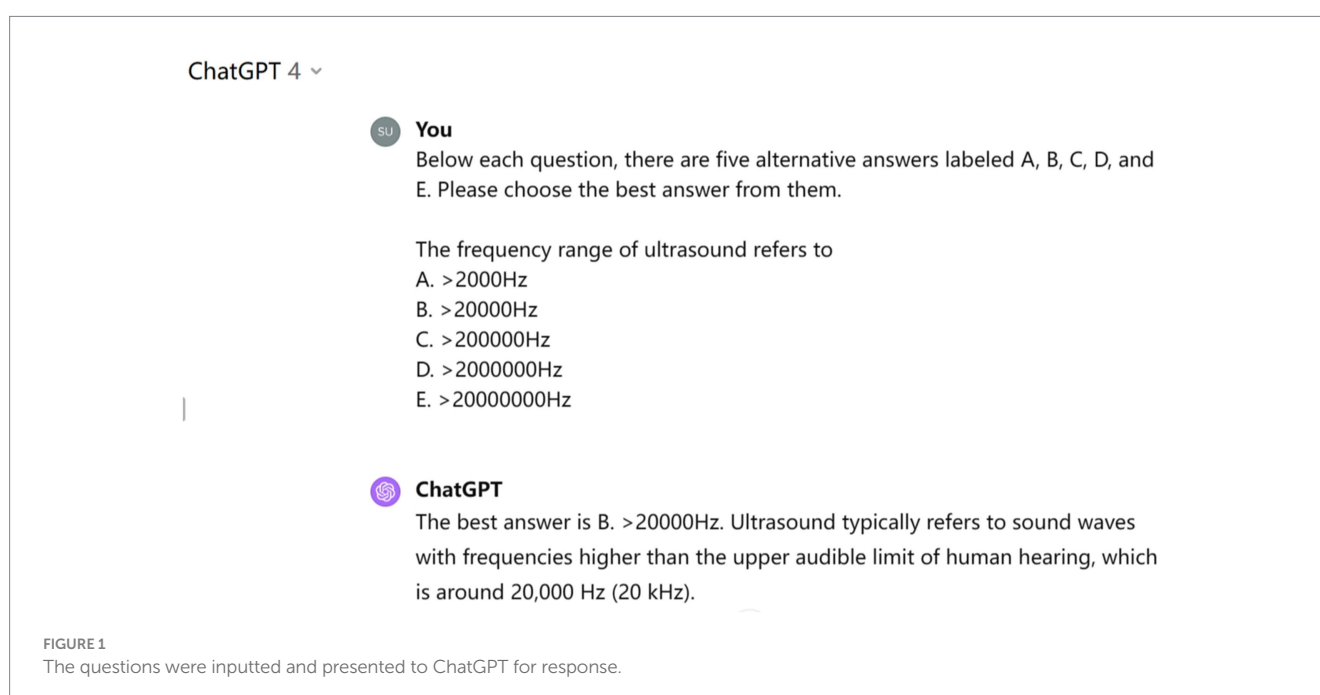 ChatGPT 4
SU
You
Below each question, there are five alternative answers labeled A, B, C, D, and
E. Please choose the best answer from them.
The frequency range of ultrasound refers to
A. >2000Hz
B. >20000Hz
C. >200000Hz
D. >2000000Hz
E. >20000000Hz
ChatGPT
The best answer is B. >20000Hz. Ultrasound typically refers to sound waves
with frequencies higher than the upper audible limit of human hearing, which
is around 20,000 Hz (20 kHz).
FIGURE 1
The questions were inputted and presented to ChatGPT for response.